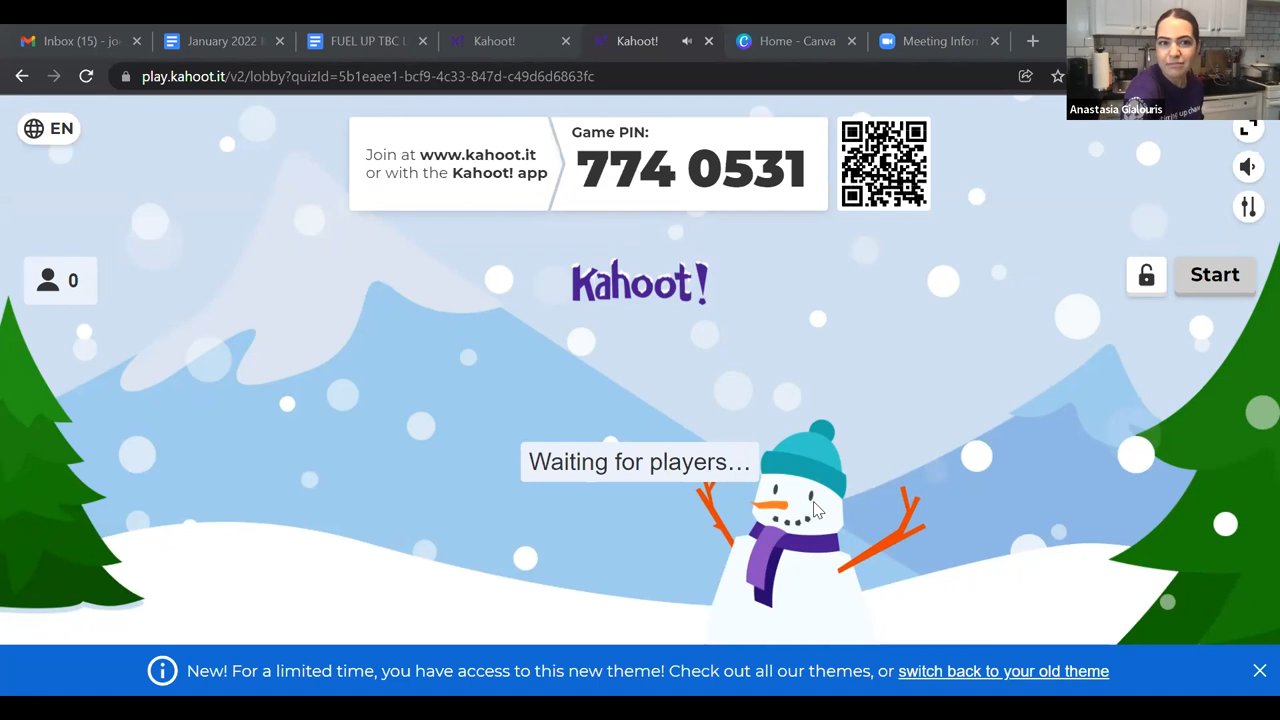 Inbox (15) - jo
January 2022 R
FUEL UP TBC L
Kahoot!
Kahoot!
Home - Canva
Meeting Infor
play.kahoot.it/v2/lobby?quizId=5b1eaee1-bcf9-4c33-847d-c49d6d6863fc
Anastasia Gialouris
EN
Join at www.kahoot.it
or with the Kahoot! app
Game PIN:
774 0531
0
Kahoot!
Start
Waiting for players...
New! For a limited time, you have access to this new theme! Check out all our themes, or switch back to your old theme